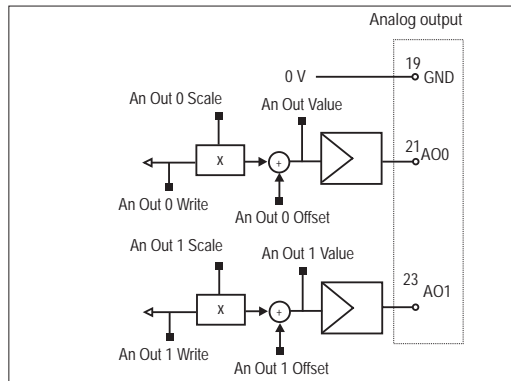 Analog output
19
0 V
GND
An Out 0 Scale
An Out Value
21
AO0
X
+
An Out 0 Write
An Out 0 Offset
An Out 1 Scale
An Out 1 Value
23
AO1
X
+
An Out 1 Write
An Out 1 Offset